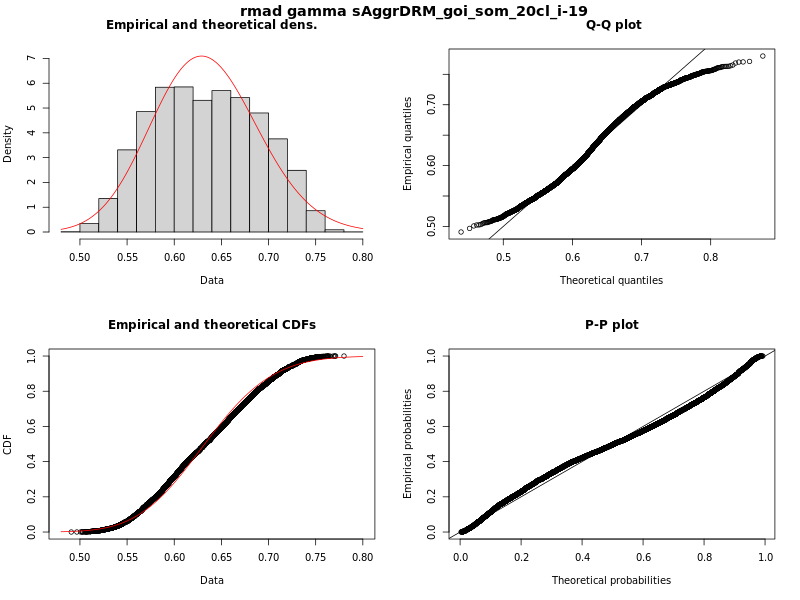 rmad gamma sAggrDRM_goi_som_20cl_i-19
Empirical and theoretical dens.
Density
0 1 2 3 4 5 6 7
0.50 0.55 0.60 0.65 0.70 0.75 0.80
Data
Q-Q plot
Empirical quantiles
0.50 0.60 0.70
0.5 0.6 0.7 0.8
Theoretical quantiles
Empirical and theoretical CDFs
CDF
0.0 0.2 0.4 0.6 0.8 1.0
0.50 0.55 0.60 0.65 0.70 0.75 0.80
Data
P-P plot
Empirical probabilities
0.0 0.2 0.4 0.6 0.8 1.0
0.0 0.2 0.4 0.6 0.8 1.0
Theoretical probabilities